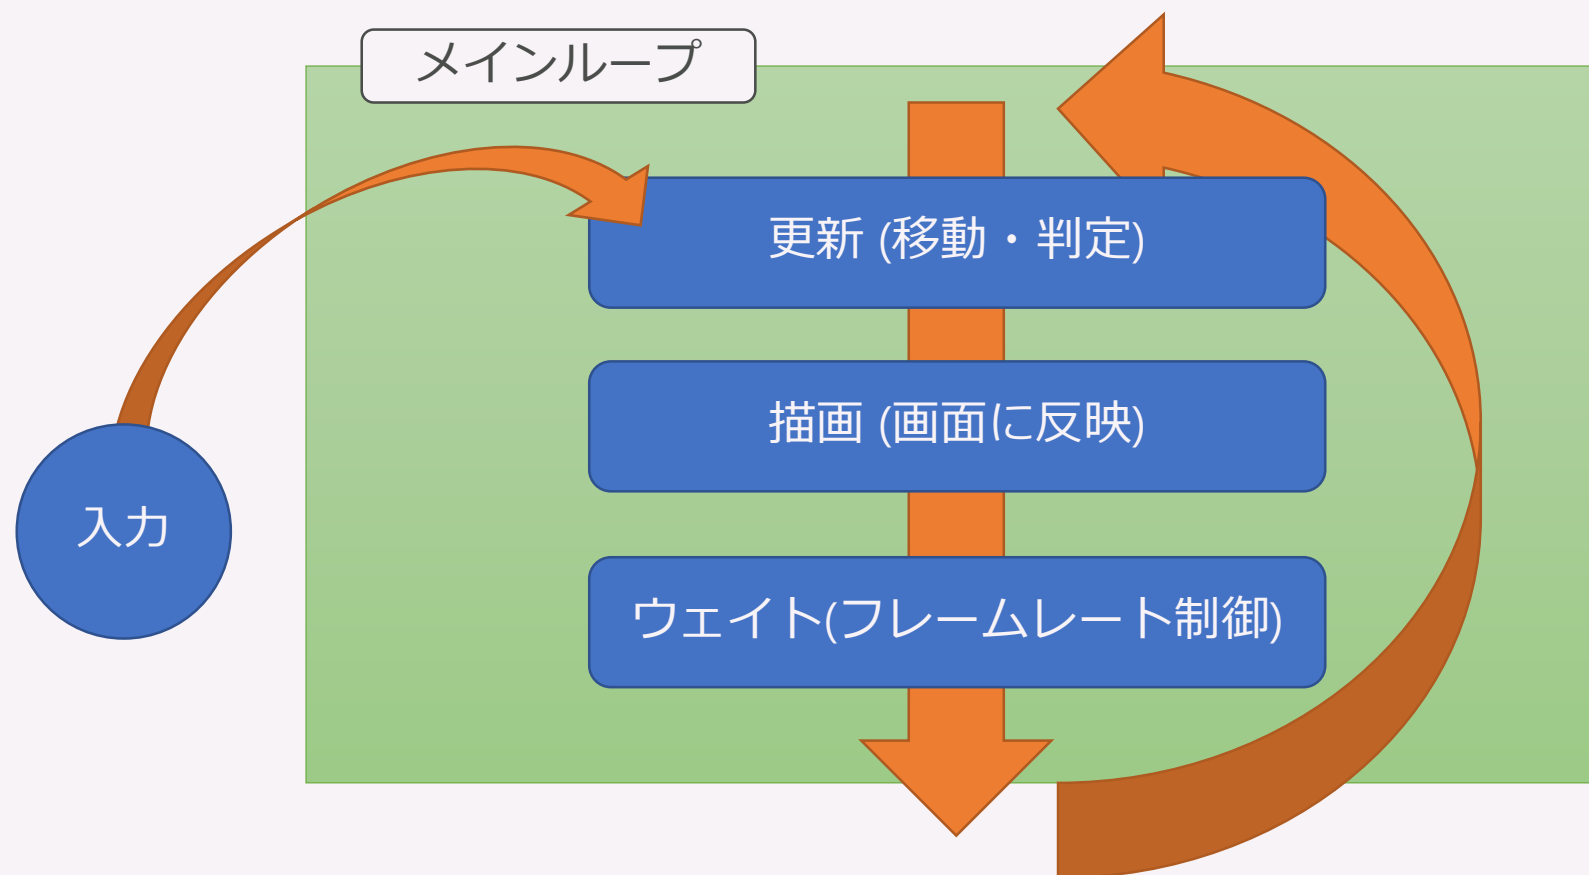 メインループ
更新 (移動・判定)
描画 (画面に反映)
入力
ウェイト(フレームレート制御)